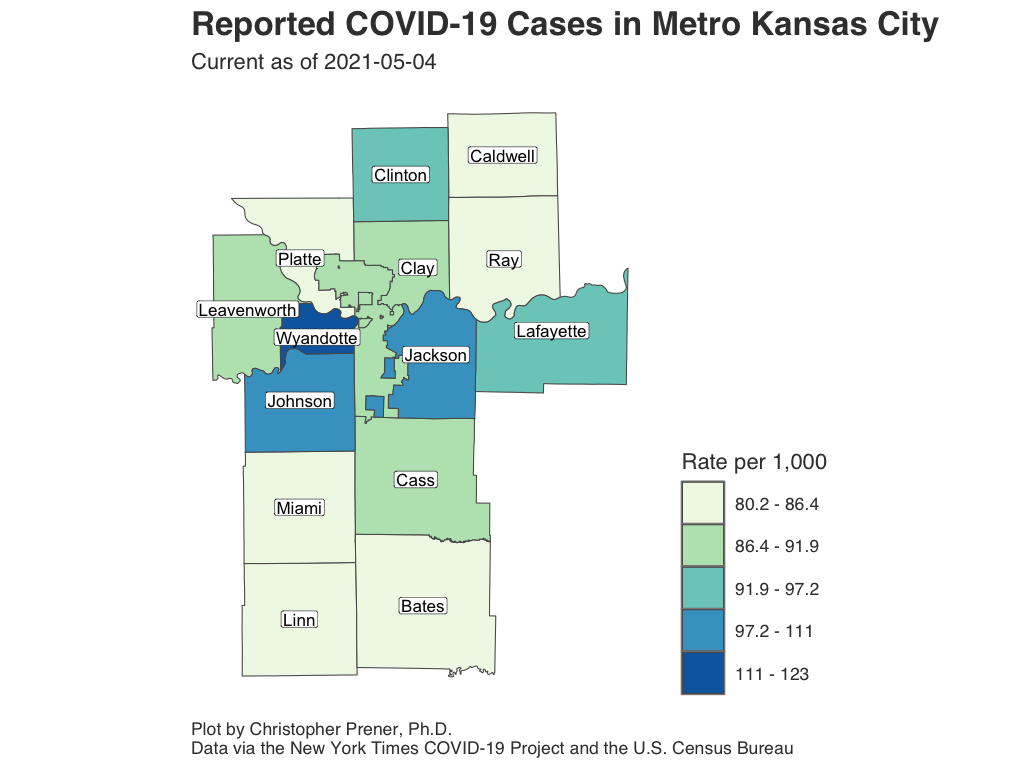 Reported COVID-19 Cases in Metro Kansas City
Current as of 2021-05-04
Caldwell
Clinton
Platte
Clay
Ray
Leavenworth
Wyandotte
Lafayette
Jackson
Johnson
Cass
Miami
Bates
Linn
Rate per 1,000
80.2 - 86.4
86.4 - 91.9
91.9 - 97.2
97.2 - 111
111 - 123
Plot by Christopher Prener, Ph.D.
Data via the New York Times COVID-19 Project and the U.S. Census Bureau